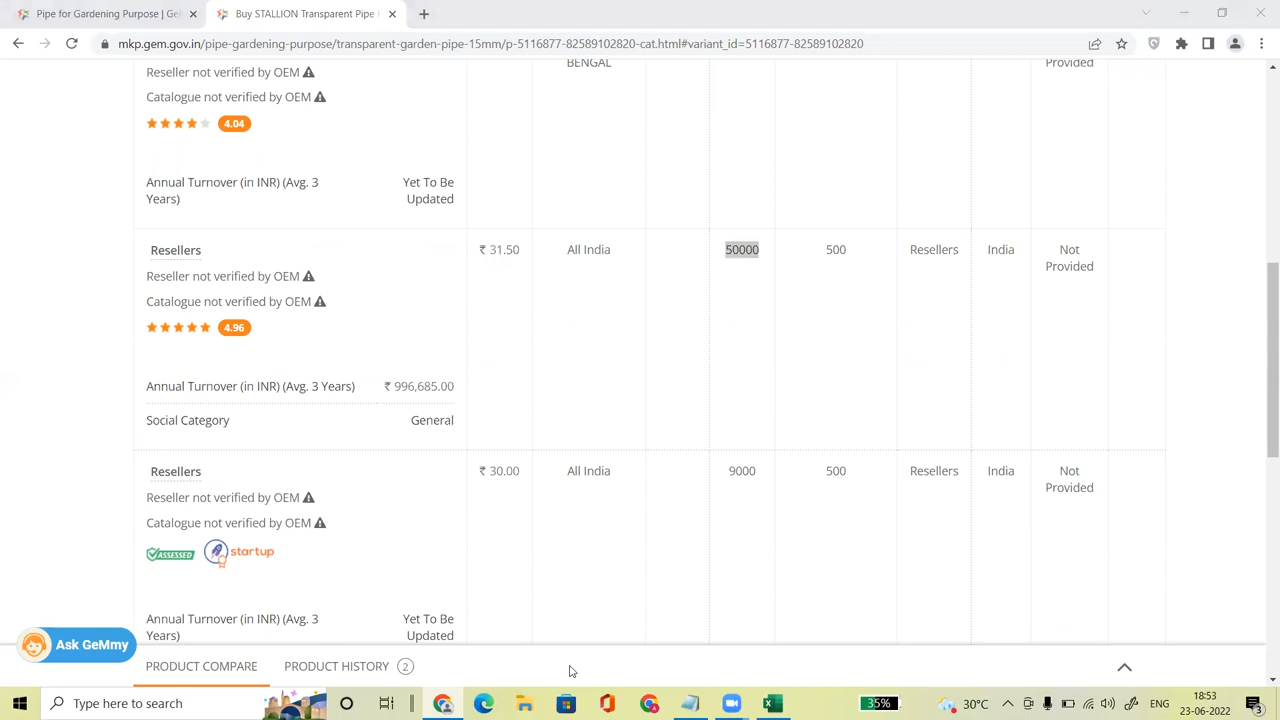 Pipe for Gardening Purpose | Ge
Buy STALLION Transparent Pipe
mkp.gem.gov.in/pipe-gardening-purpose/transparent-garden-pipe-15mm/p-5116877-82589102820-cat.html#variant_id=5116877-82589102820
Reseller not verified by OEM
BENGAL
Provided
Catalogue not verified by OEM
4.04
Annual Turnover (in INR) (Avg. 3
Years)
Yet To Be
Updated
Resellers
₹ 31.50
All India
50000
500
Resellers
India
Not
Provided
Reseller not verified by OEM
Catalogue not verified by OEM
4.96
Annual Turnover (in INR) (Avg. 3 Years)
₹ 996,685.00
Social Category
General
Resellers
₹ 30.00
All India
9000
500
Resellers
India
Not
Provided
Reseller not verified by OEM
Catalogue not verified by OEM
ASSESSED
startup
Annual Turnover (in INR) (Avg. 3
Years)
Yet To Be
Updated
Ask GeMmy
PRODUCT COMPARE
PRODUCT HISTORY 2
Type here to search
35%
30°C
ENG
18:53
23-06-2022
3